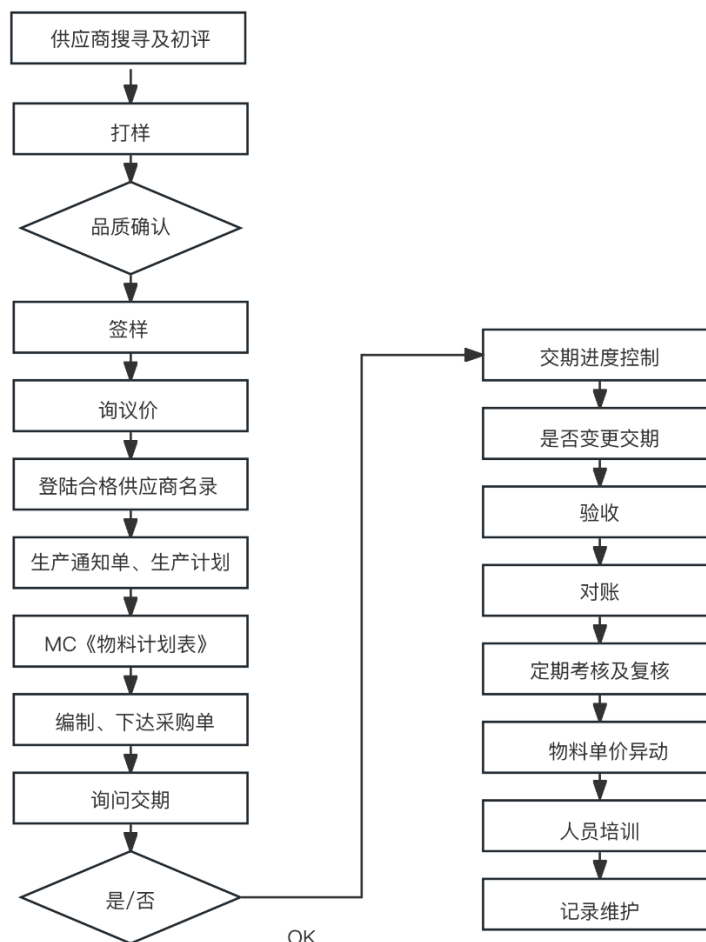 供应商搜寻及初评
打样
品质确认
签样
询议价
登陆合格供应商名录
生产通知单、生产计划
MC《物料计划表》
编制、下达采购单
询问交期
是/否
OK
交期进度控制
是否变更交期
验收
对账
定期考核及复核
物料单价异动
人员培训
记录维护